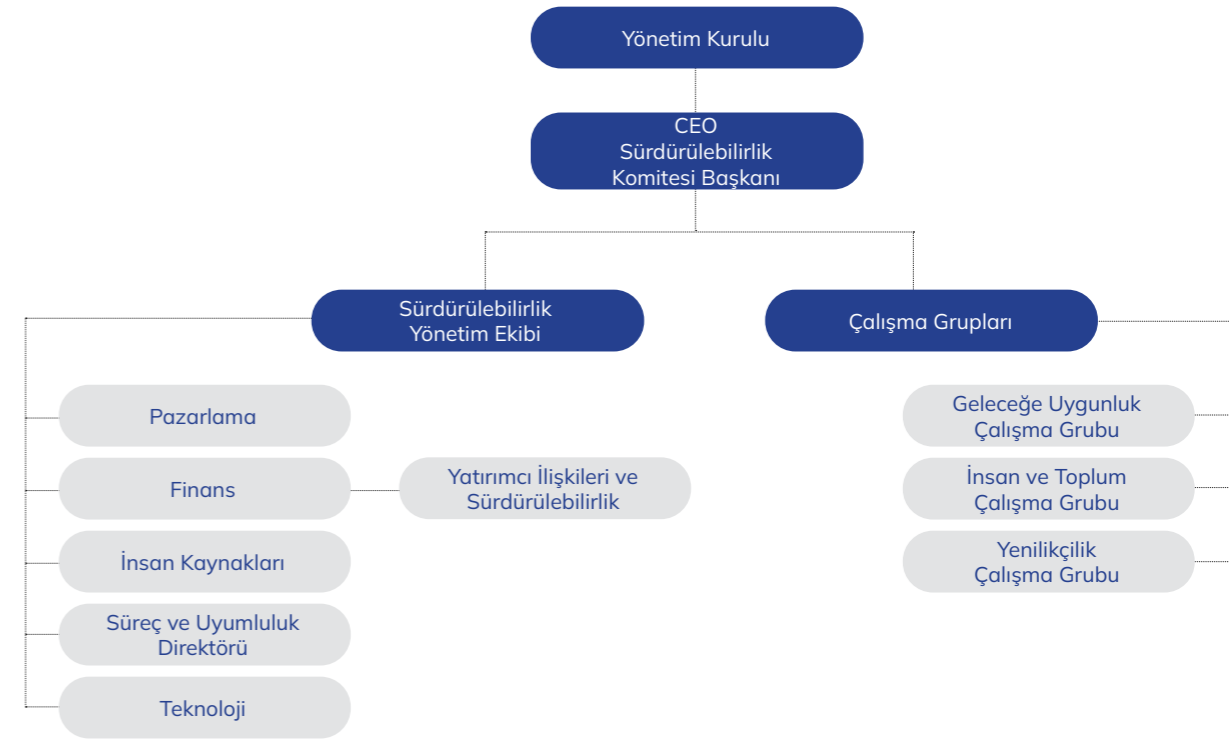 Yönetim Kurulu
CEO
Sürdürülebilirlik
Komitesi Başkanı
Sürdürülebilirlik
Yönetim Ekibi
Pazarlama
Finans
Yatırımcı İlişkileri ve
Sürdürülebilirlik
İnsan Kaynakları
Süreç ve Uyumluluk
Direktörü
Teknoloji
Çalışma Grupları
Geleceğe Uygunluk
Çalışma Grubu
İnsan ve Toplum
Çalışma Grubu
Yenilikçilik
Çalışma Grubu